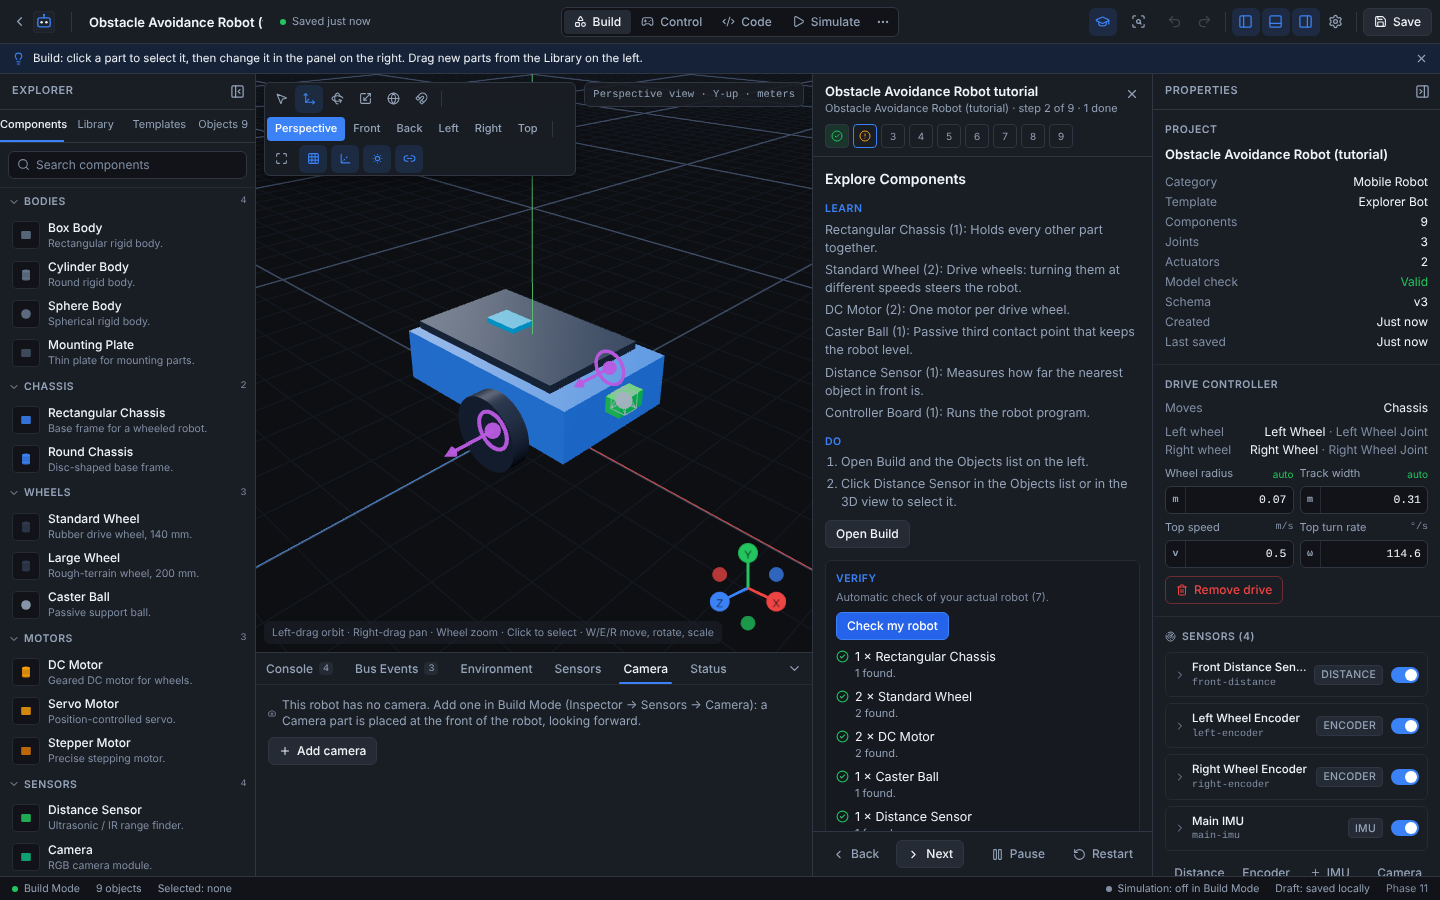 Obstacle Avoidance Robot (
Saved just now
Build
Control
Code
Simulate
Save
Build: click a part to select it, then change it in the panel on the right. Drag new parts from the Library on the left.
EXPLORER
Components
Library
Templates
Objects 9
Search components
BODIES 4
Box Body
Rectangular rigid body.
Cylinder Body
Round rigid body.
Sphere Body
Spherical rigid body.
Mounting Plate
Thin plate for mounting parts.
CHASSIS 2
Rectangular Chassis
Base frame for a wheeled robot.
Round Chassis
Disc-shaped base frame.
WHEELS 3
Standard Wheel
Rubber drive wheel, 140 mm.
Large Wheel
Rough-terrain wheel, 200 mm.
Caster Ball
Passive support ball.
MOTORS 3
DC Motor
Geared DC motor for wheels.
Servo Motor
Position-controlled servo.
Stepper Motor
Precise stepping motor.
SENSORS 4
Distance Sensor
Ultrasonic / IR range finder.
Camera
RGB camera module.
Perspective
Front
Back
Left
Right
Top
Perspective view · Y-up · meters
Y
Z
X
Left-drag orbit · Right-drag pan · Wheel zoom · Click to select · W/E/R move, rotate, scale
Console 4
Bus Events 3
Environment
Sensors
Camera
Status
This robot has no camera. Add one in Build Mode (Inspector → Sensors → Camera): a
Camera part is placed at the front of the robot, looking forward.
+ Add camera
Obstacle Avoidance Robot tutorial
Obstacle Avoidance Robot (tutorial) · step 2 of 9 · 1 done
3 4 5 6 7 8 9
Explore Components
LEARN
Rectangular Chassis (1): Holds every other part
together.
Standard Wheel (2): Drive wheels: turning them at
different speeds steers the robot.
DC Motor (2): One motor per drive wheel.
Caster Ball (1): Passive third contact point that keeps
the robot level.
Distance Sensor (1): Measures how far the nearest
object in front is.
Controller Board (1): Runs the robot program.
DO
1. Open Build and the Objects list on the left.
2. Click Distance Sensor in the Objects list or in the
3D view to select it.
Open Build
VERIFY
Automatic check of your actual robot (7).
Check my robot
1 × Rectangular Chassis
1 found.
2 × Standard Wheel
2 found.
2 × DC Motor
2 found.
1 × Caster Ball
1 found.
1 × Distance Sensor
Back
Next
Pause
Restart
PROPERTIES
PROJECT
Obstacle Avoidance Robot (tutorial)
Category Mobile Robot
Template Explorer Bot
Components 9
Joints 3
Actuators 2
Model check Valid
Schema v3
Created Just now
Last saved Just now
DRIVE CONTROLLER
Moves Chassis
Left wheel Left Wheel · Left Wheel Joint
Right wheel Right Wheel · Right Wheel Joint
Wheel radius auto Track width auto
m 0.07 m 0.31
Top speed m/s Top turn rate °/s
v 0.5 ω 114.6
Remove drive
SENSORS (4)
Front Distance Sen... DISTANCE
front-distance
Left Wheel Encoder ENCODER
left-encoder
Right Wheel Encoder ENCODER
right-encoder
Main IMU IMU
main-imu
Distance Encoder + IMU Camera
Build Mode
9 objects
Selected: none
Simulation: off in Build Mode
Draft: saved locally
Phase 11